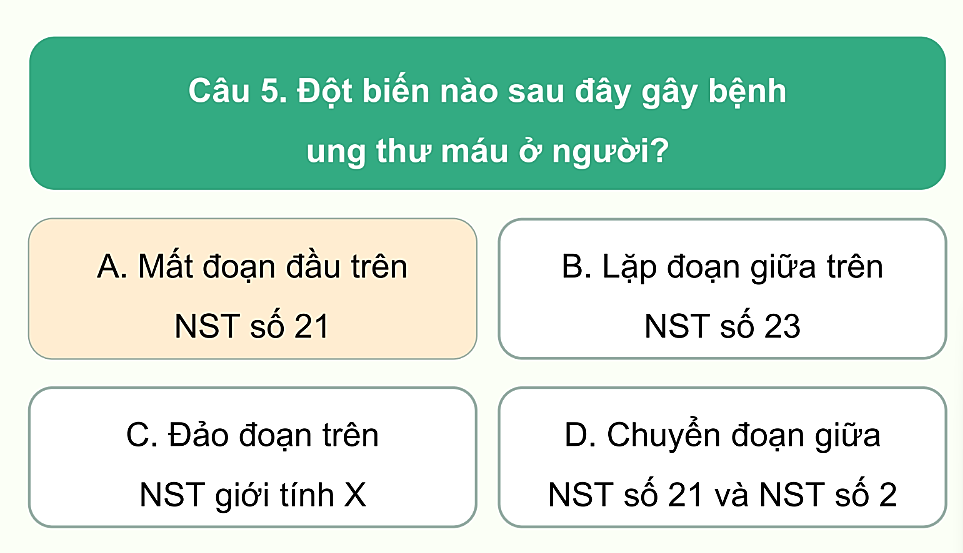 Câu 5. Đột biến nào sau đây gây bệnh
ung thư máu ở người?
A. Mất đoạn đầu trên
NST số 21
B. Lặp đoạn giữa trên
NST số 23
C. Đảo đoạn trên
NST giới tính X
D. Chuyển đoạn giữa
NST số 21 và NST số 2